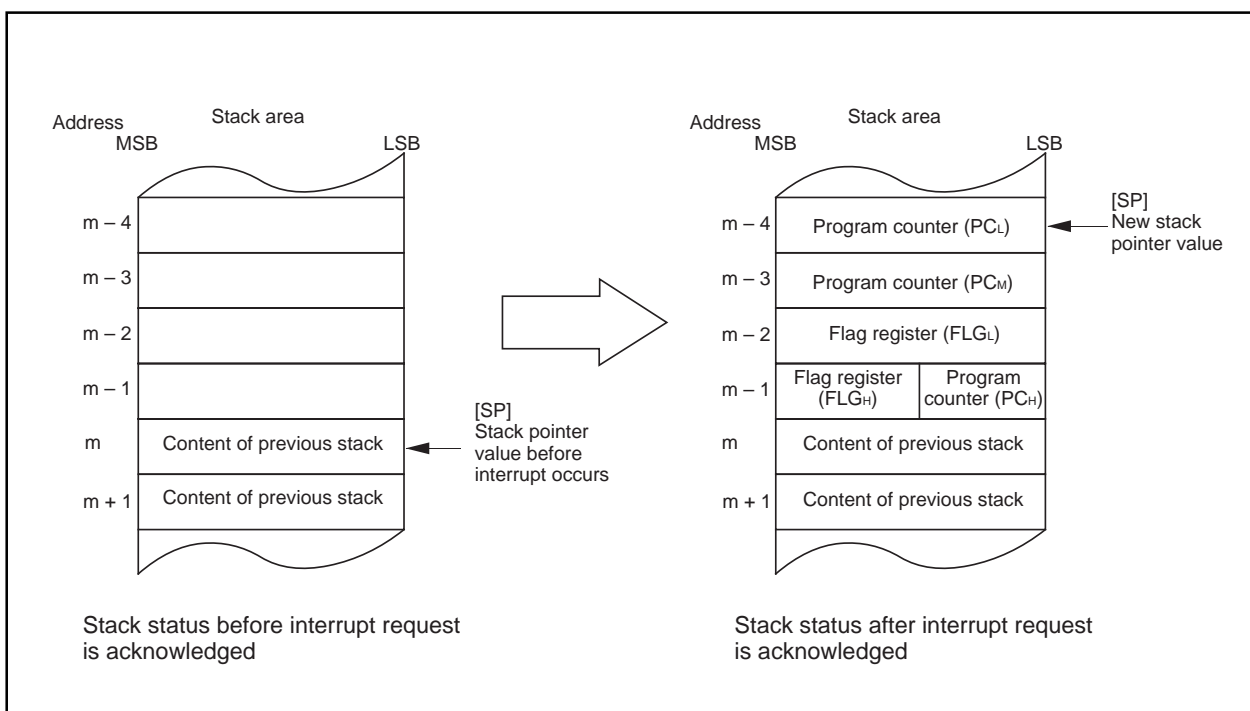 Address
MSB
Stack area
LSB
m – 4
m – 3
m – 2
m – 1
m
Content of previous stack
m + 1
Content of previous stack
[SP]
Stack pointer
value before
interrupt occurs
Stack status before interrupt request
is acknowledged
Address
MSB
Stack area
LSB
m – 4
Program counter (PCL)
m – 3
Program counter (PCM)
m – 2
Flag register (FLGL)
m – 1
Flag register
(FLGH)
Program
counter (PCH)
m
Content of previous stack
m + 1
Content of previous stack
[SP]
New stack
pointer value
Stack status after interrupt request
is acknowledged